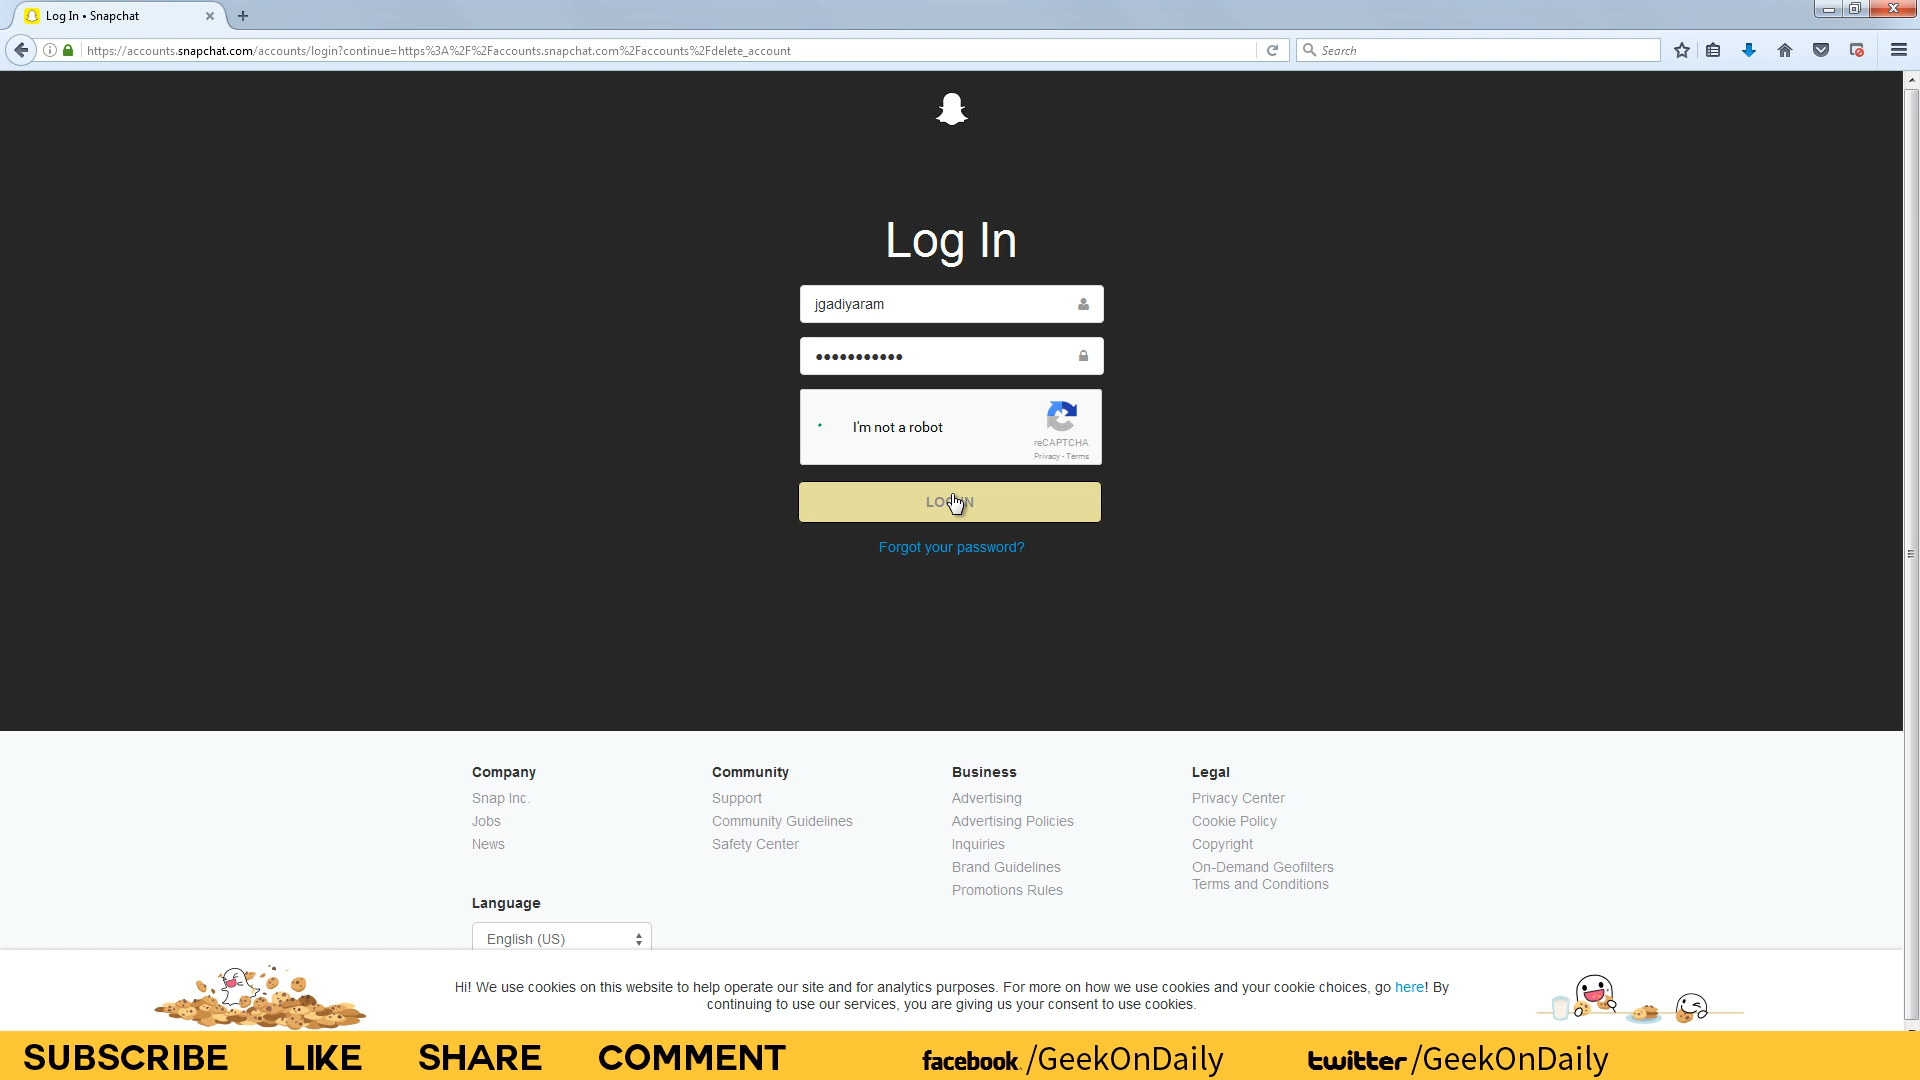 Log In • Snapchat
https://accounts.snapchat.com/accounts/login?continue=https%3A%2F%2Faccounts.snapchat.com%2Faccounts%2Fdelete_account
Search
Log In
jgadiyaram
I'm not a robot
reCAPTCHA
Privacy - Terms
Forgot your password?
Company
Snap Inc.
Jobs
News
Community
Support
Community Guidelines
Safety Center
Business
Advertising
Advertising Policies
Inquiries
Brand Guidelines
Promotions Rules
Legal
Privacy Center
Cookie Policy
Copyright
On-Demand Geofilters
Terms and Conditions
Language
English (US)
Hi! We use cookies on this website to help operate our site and for analytics purposes. For more on how we use cookies and your cookie choices, go here! By
continuing to use our services, you are giving us your consent to use cookies.
SUBSCRIBE LIKE SHARE COMMENT facebook /GeekOnDaily twitter /GeekOnDaily